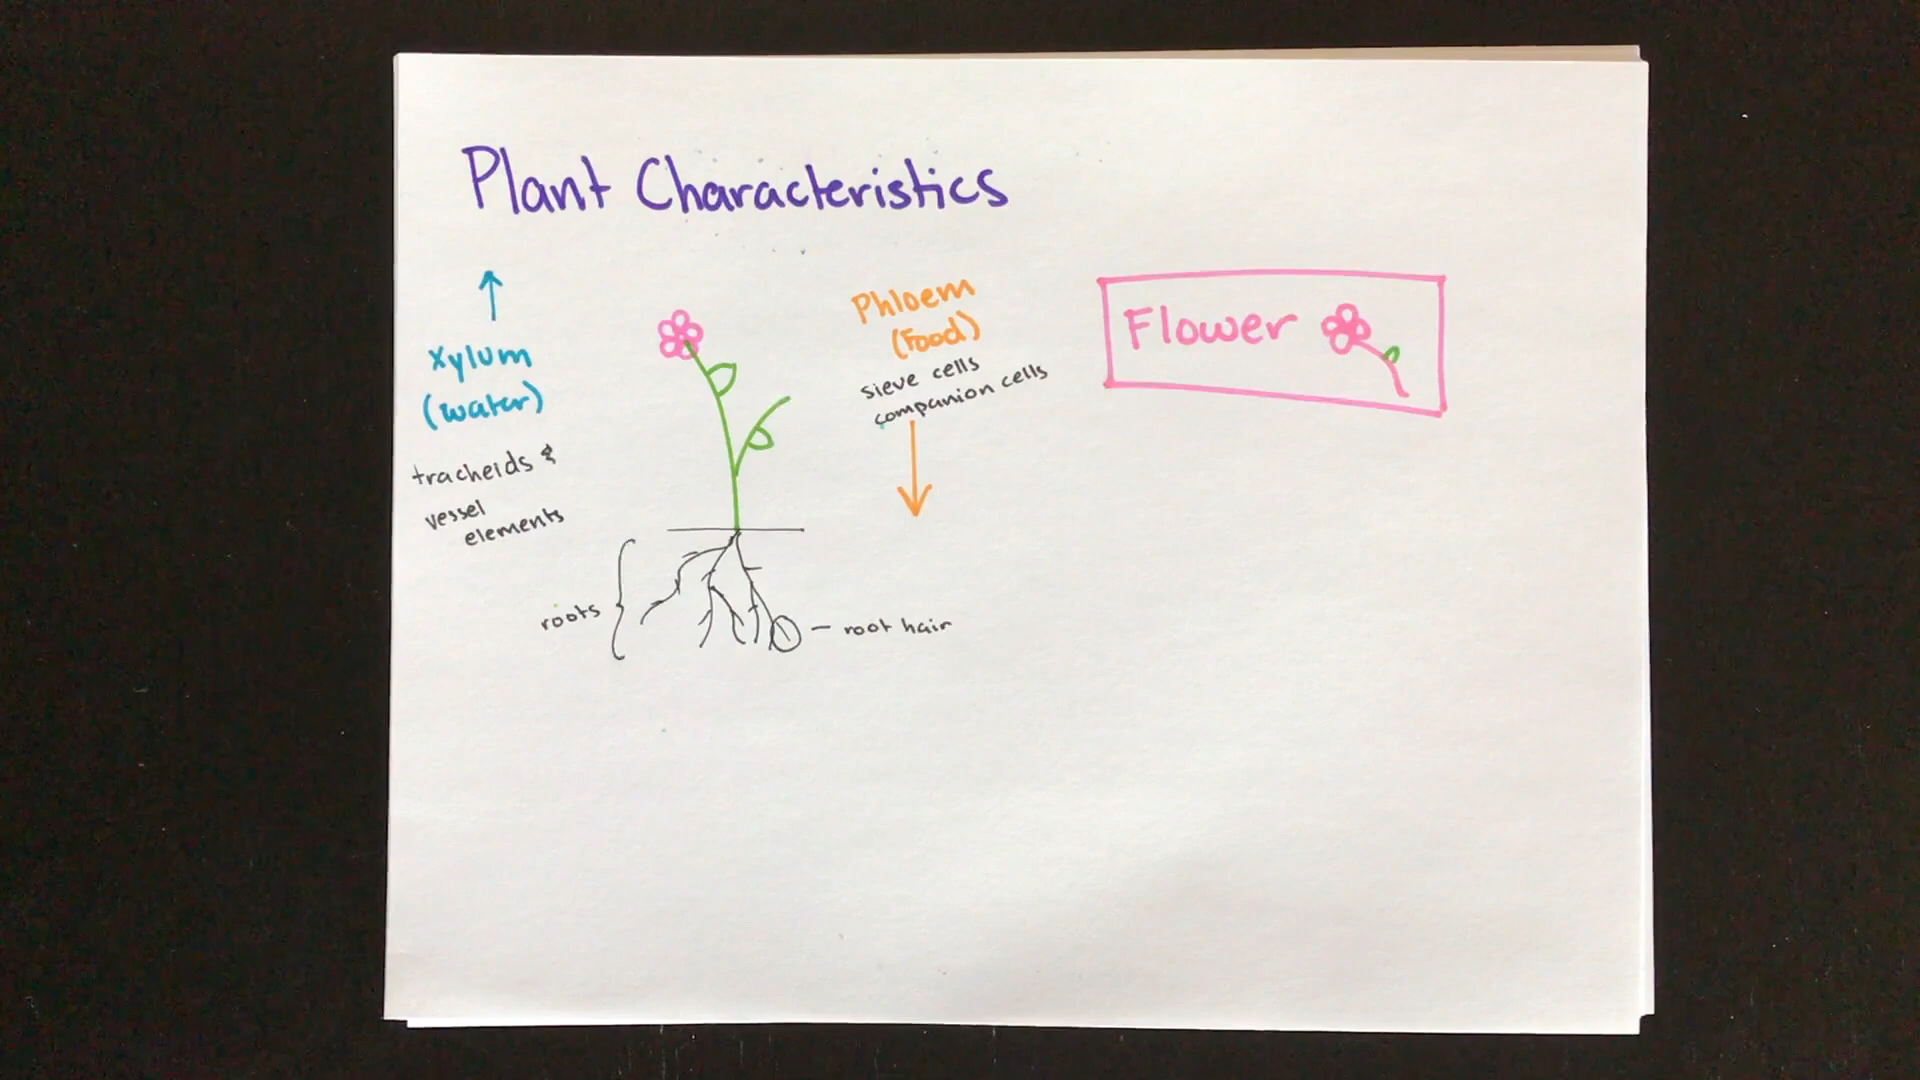 Plant Characteristics
Xylum
(water)
tracheids &
vessel
elements
Phloem
(Food)
sieve cells
companion cells
Flower
roots
root hair